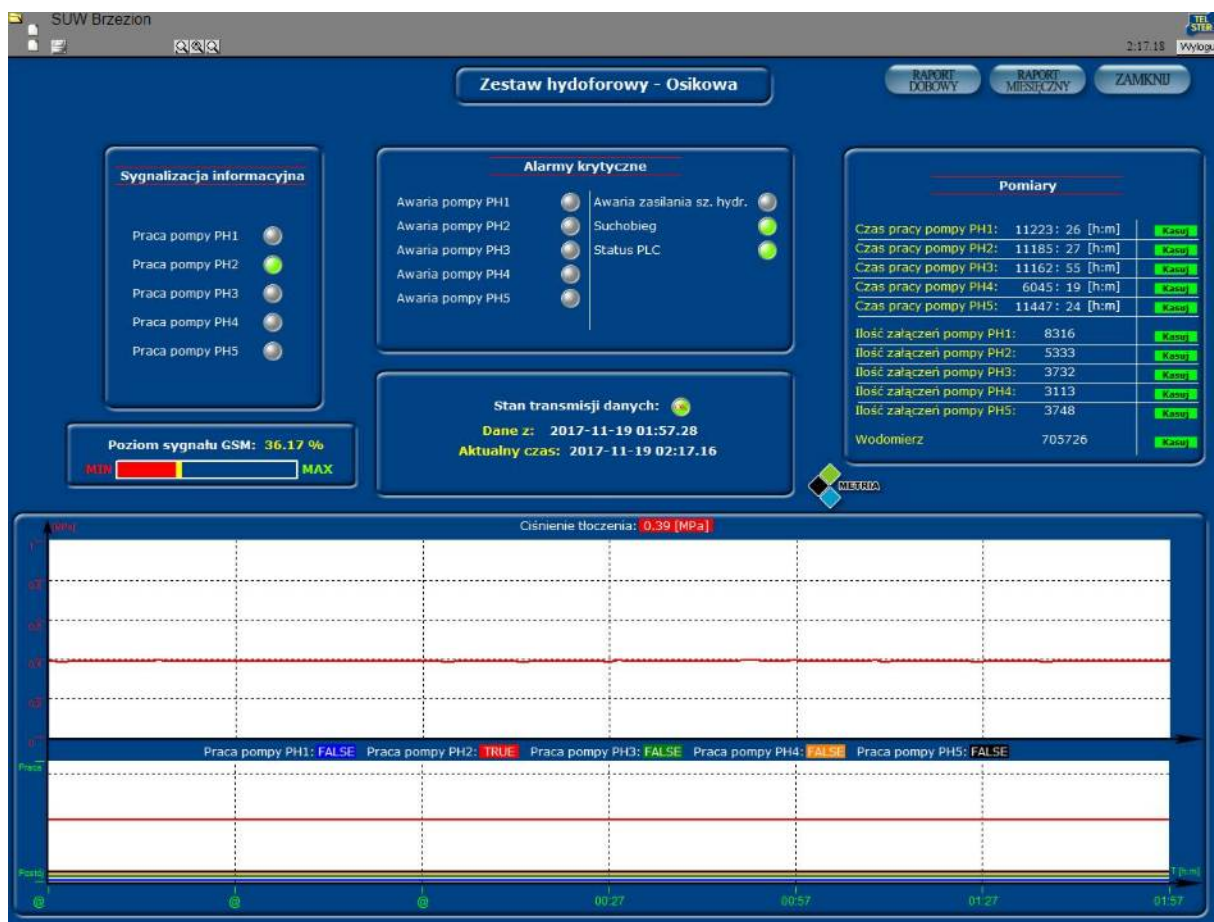 SUW Brzezion
TEL
STER
2:17.18 Wylogu
Zestaw hydoforowy - Osikowa
RAPORT
DOBOWY
RAPORT
MIESIĘCZNY
ZAMKNIJ
Sygnalizacja informacyjna
Praca pompy PH1
Praca pompy PH2
Praca pompy PH3
Praca pompy PH4
Praca pompy PH5
Alarmy krytyczne
Awaria pompy PH1
Awaria pompy PH2
Awaria pompy PH3
Awaria pompy PH4
Awaria pompy PH5
Awaria zasilania sz. hydr.
Suchobieg
Status PLC
Pomiary
Czas pracy pompy PH1: 11223: 26 [h:m] Kasuj
Czas pracy pompy PH2: 11185: 27 [h:m] Kasuj
Czas pracy pompy PH3: 11162: 55 [h:m] Kasuj
Czas pracy pompy PH4: 6045: 19 [h:m] Kasuj
Czas pracy pompy PH5: 11447: 24 [h:m] Kasuj
Ilość załączeń pompy PH1: 8316 Kasuj
Ilość załączeń pompy PH2: 5333 Kasuj
Ilość załączeń pompy PH3: 3732 Kasuj
Ilość załączeń pompy PH4: 3113 Kasuj
Ilość załączeń pompy PH5: 3748 Kasuj
Wodomierz 705726 Kasuj
Poziom sygnału GSM: 36.17 %
MIN MAX
Stan transmisji danych:
Dane z: 2017-11-19 01:57.28
Aktualny czas: 2017-11-19 02:17.16
METRIA
Ciśnienie tłoczenia: 0.39 [MPa]
Praca pompy PH1: FALSE Praca pompy PH2: TRUE Praca pompy PH3: FALSE Praca pompy PH4: FALSE Praca pompy PH5: FALSE
Praca
Postój
T [h:m]
@ @ @ 00:27 00:57 01:27 01:57